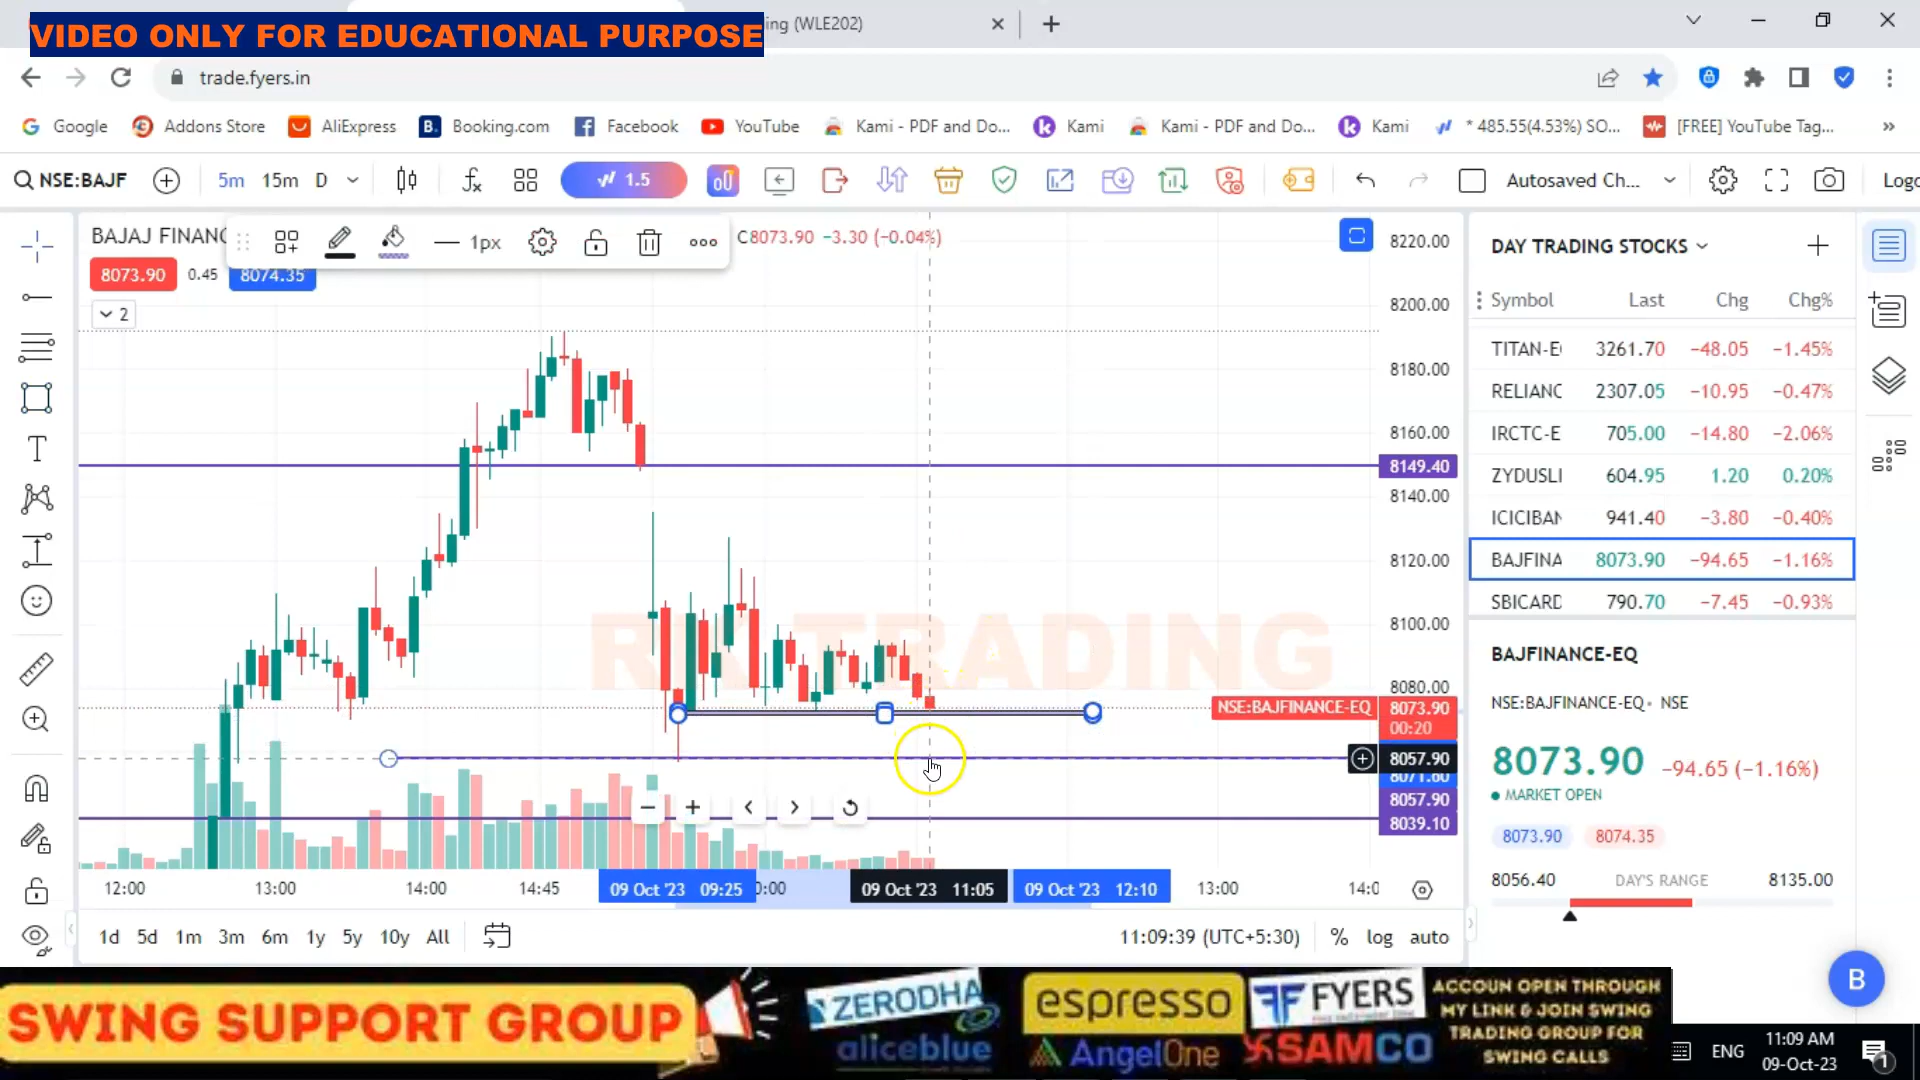 VIDEO ONLY FOR EDUCATIONAL PURPOSE
ing (WLE202)
trade.fyers.in
Google
Addons Store
AliExpress
Booking.com
Facebook
YouTube
Kami - PDF and Do...
Kami
Kami - PDF and Do...
Kami
* 485.55(4.53%) SO...
[FREE] YouTube Tag...
NSE:BAJF
5m
15m
D
1.5
Autosaved Ch...
BAJAJ FINANC
1px
C8073.90 −3.30 (−0.04%)
8073.90
0.45
8074.35
2
8220.00
8200.00
8180.00
8160.00
8149.40
8140.00
8120.00
8100.00
8080.00
NSE:BAJFINANCE-EQ
8073.90
00:20
8057.90
8071.60
8057.90
8039.10
TRADING
12:00
13:00
14:00
14:45
09 Oct '23 09:25
0:00
09 Oct '23 11:05
09 Oct '23 12:10
13:00
1d
5d
1m
3m
6m
1y
5y
10y
All
11:09:39 (UTC+5:30)
%
log
auto
DAY TRADING STOCKS
Symbol Last Chg Chg%
TITAN-E 3261.70 −48.05 −1.45%
RELIANC 2307.05 −10.95 −0.47%
IRCTC-E 705.00 −14.80 −2.06%
ZYDUSLI 604.95 1.20 0.20%
ICICIBAN 941.40 −3.80 −0.40%
BAJFINA 8073.90 −94.65 −1.16%
SBICARD 790.70 −7.45 −0.93%
BAJFINANCE-EQ
NSE:BAJFINANCE-EQ • NSE
8073.90 −94.65 (−1.16%)
MARKET OPEN
8073.90
8074.35
8056.40 DAY'S RANGE 8135.00
B
SWING SUPPORT GROUP
ZERODHA
aliceblue
espresso
AngelOne
FYERS
SAMCO
ACCOUN OPEN THROUGH
MY LINK & JOIN SWING
TRADING GROUP FOR
SWING CALLS
ENG
11:09 AM
09-Oct-23
1